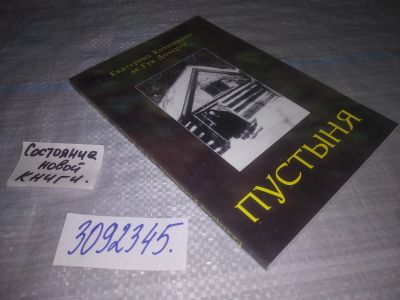 Екатерина Колышкина
де Гук Дохерти
ПУСТЫНЯ
Состояние
новой
книги.
3092345.